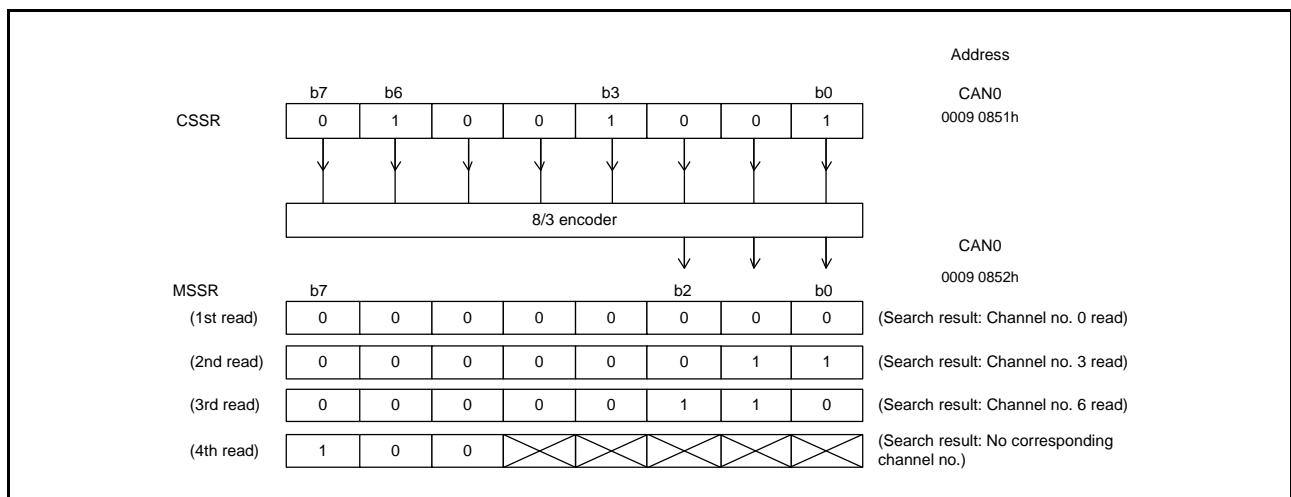 Address
b7 b6 b3 b0 CAN0
CSSR 0 1 0 0 1 0 0 1 0009 0851h
8/3 encoder
CAN0
0009 0852h
MSSR b7 b2 b0
(1st read) 0 0 0 0 0 0 0 0 (Search result: Channel no. 0 read)
(2nd read) 0 0 0 0 0 0 1 1 (Search result: Channel no. 3 read)
(3rd read) 0 0 0 0 0 1 1 0 (Search result: Channel no. 6 read)
(4th read) 1 0 0 (Search result: No corresponding
channel no.)